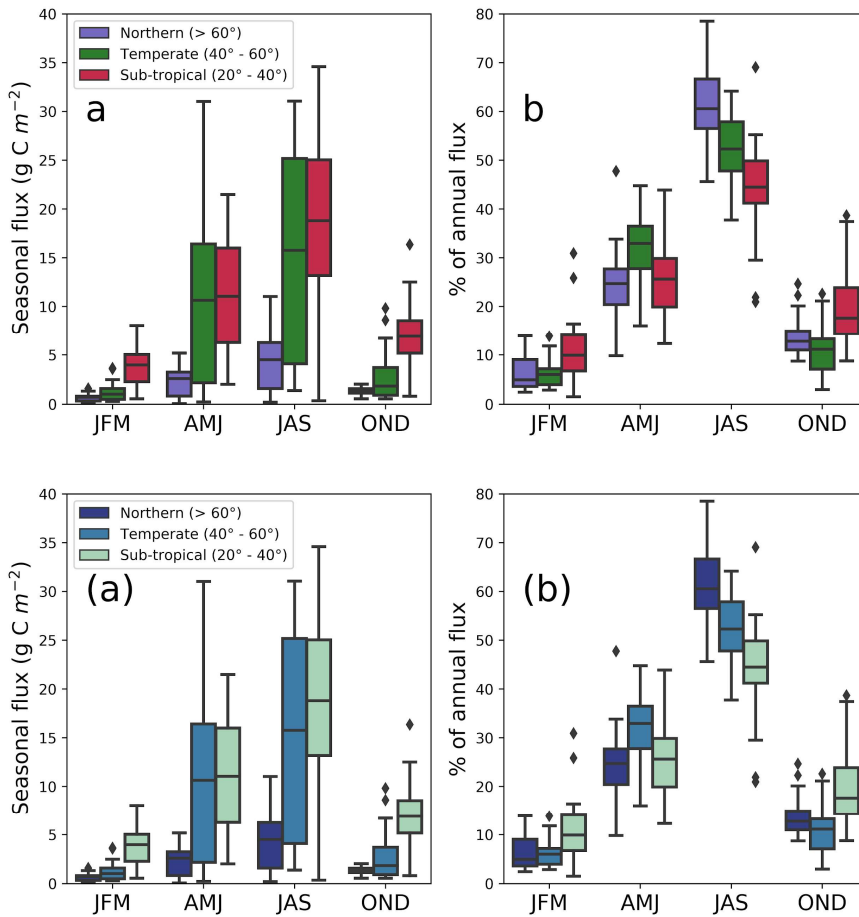 40
35
30
25
20
15
10
5
0
Seasonal flux (g C m⁻²)
Northern (> 60°)
Temperate (40° - 60°)
Sub-tropical (20° - 40°)
a
JFM AMJ JAS OND
80
70
60
50
40
30
20
10
0
% of annual flux
b
JFM AMJ JAS OND
40
35
30
25
20
15
10
5
0
Seasonal flux (g C m⁻²)
Northern (> 60°)
Temperate (40° - 60°)
Sub-tropical (20° - 40°)
(a)
JFM AMJ JAS OND
80
70
60
50
40
30
20
10
0
% of annual flux
(b)
JFM AMJ JAS OND